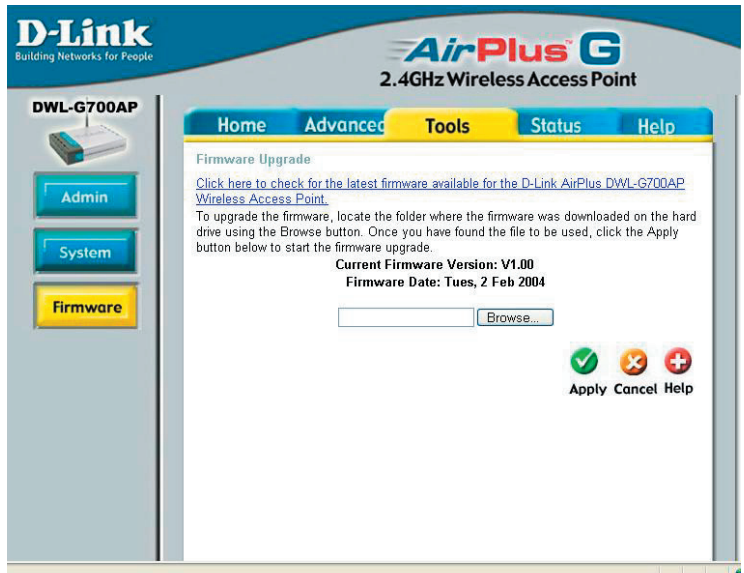 D-Link
Building Networks for People
AirPlus™ G
2.4GHz Wireless Access Point
DWL-G700AP
Home Advanced Tools Status Help
Admin
System
Firmware
Firmware Upgrade
Click here to check for the latest firmware available for the D-Link AirPlus DWL-G700AP
Wireless Access Point.
To upgrade the firmware, locate the folder where the firmware was downloaded on the hard
drive using the Browse button. Once you have found the file to be used, click the Apply
button below to start the firmware upgrade.
Current Firmware Version: V1.00
Firmware Date: Tues, 2 Feb 2004
Browse...
Apply Cancel Help